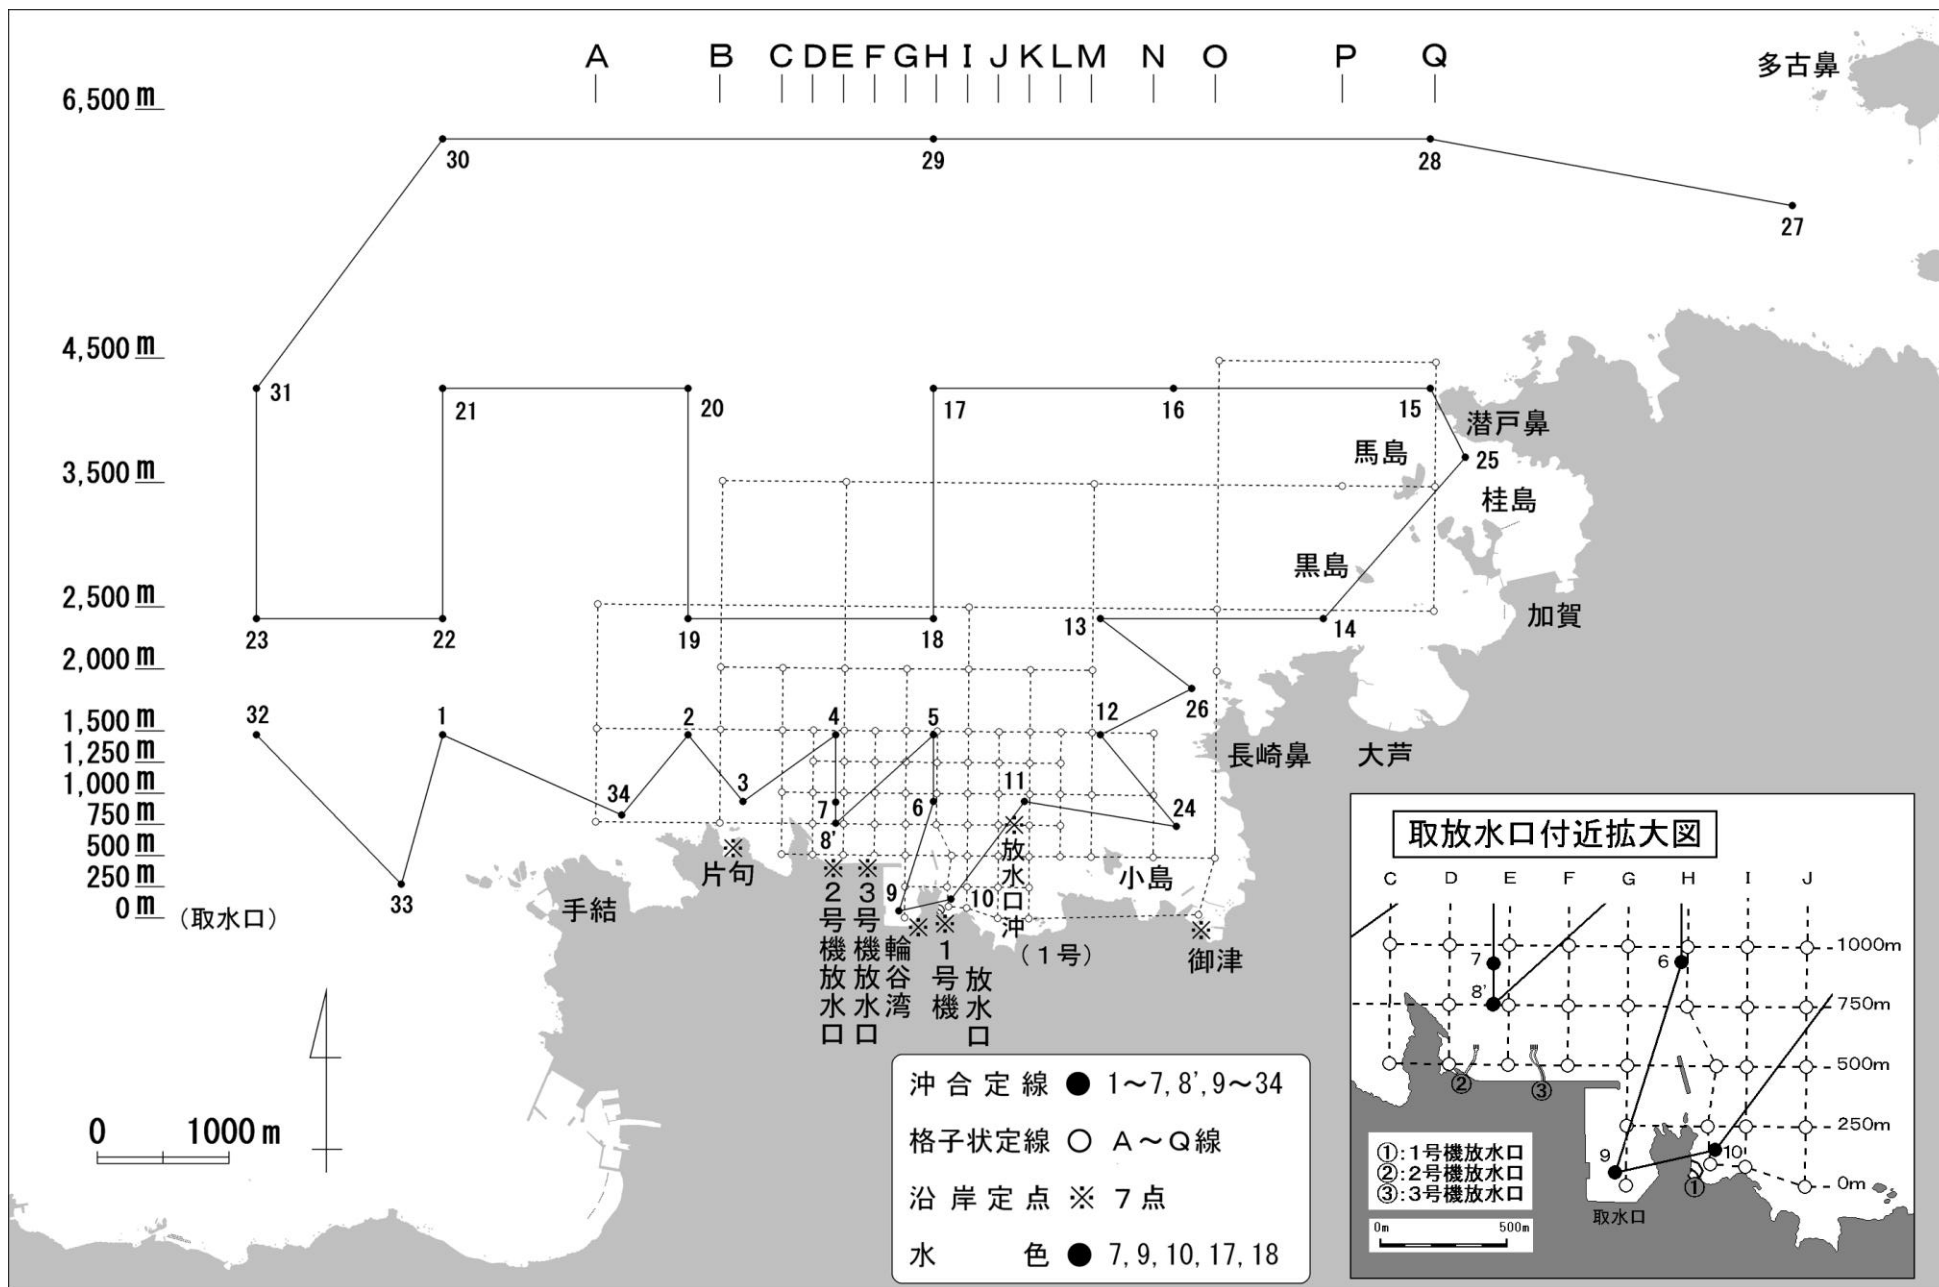 A B C D E F G H I J K L M N O P Q
多古鼻
6,500 m
30 29 28
27
4,500 m
31 21 20 17 16 15
潜戸鼻
馬島 25
3,500 m
桂島
黒島
2,500 m
加賀
23 22 19 18 13 14
2,000 m
26
32 1 2 4 5 12
1,500 m
長崎鼻 大芦
1,250 m
1,000 m
34 3 7 6 11 24
750 m
8'
500 m
250 m
0 m (取水口)
33 手結 片句 9 10 小島
2号機放水口
3号機放水口
輪谷湾
1号機
放水口
放水口沖
(1号)
御津
※ ※ ※ ※ ※ ※ ※
0 1000 m
沖合定線 ● 1～7, 8', 9～34
格子状定線 ○ A～Q線
沿岸定点 ※ 7点
水色 ● 7, 9, 10, 17, 18
取放水口付近拡大図
C D E F G H I J
1000m
7 6
8' 750m
500m
② ③
250m
9 10
0m
①
取水口
①:1号機放水口
②:2号機放水口
③:3号機放水口
0m 500m